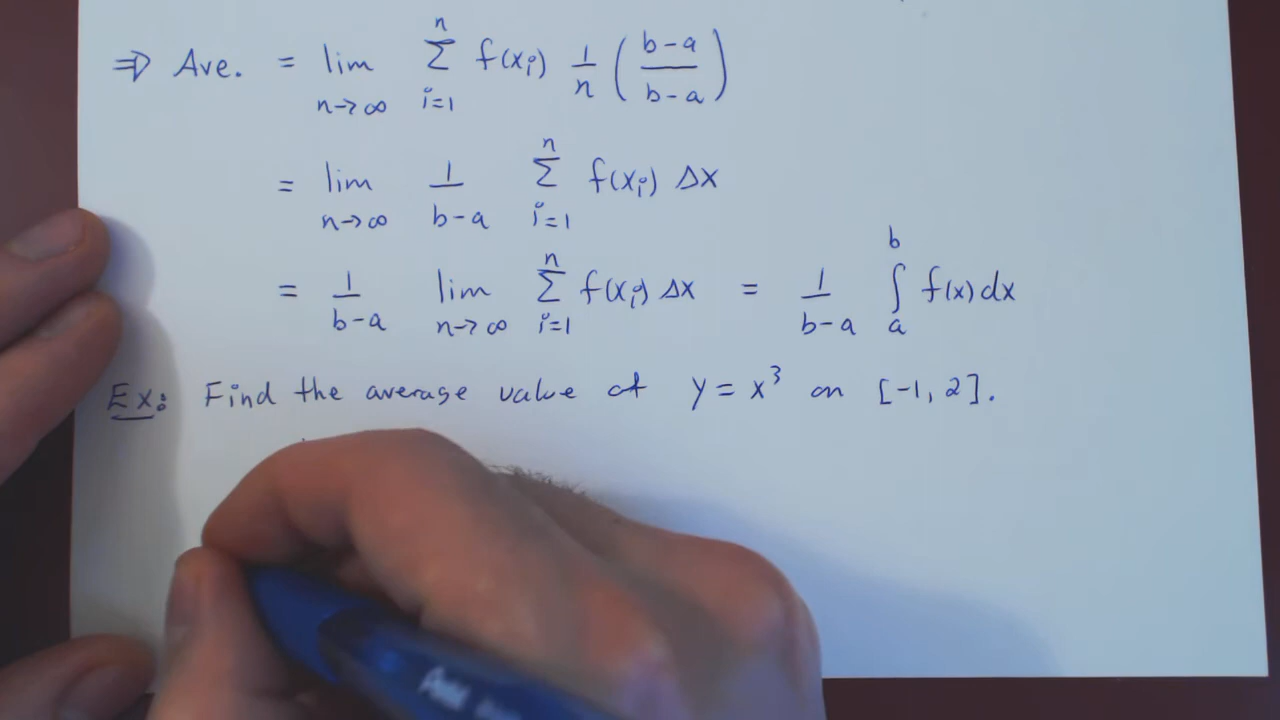 ⇒ Ave. = lim n→∞ Σ i=1 n f(xᵢ) 1/n ( b-a / b-a )
= lim n→∞ 1/b-a Σ i=1 n f(xᵢ) Δx
= 1/b-a lim n→∞ Σ i=1 n f(xᵢ) Δx = 1/b-a ∫ a b f(x) dx
Ex: Find the average value of y = x³ on [-1, 2].